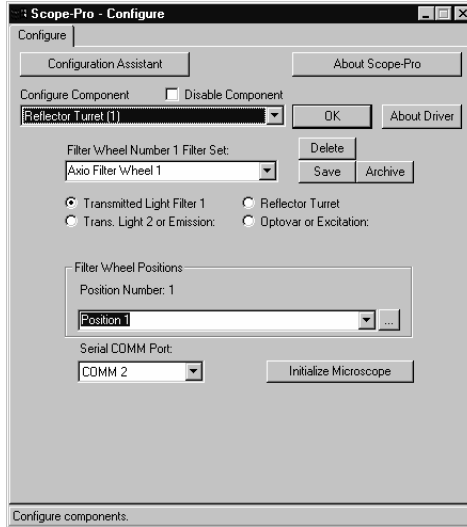 Scope-Pro - Configure
Configure
Configuration Assistant
About Scope-Pro
Configure Component
Disable Component
Reflector Turret (1)
OK
About Driver
Filter Wheel Number 1 Filter Set:
Delete
Axio Filter Wheel 1
Save
Archive
Transmitted Light Filter 1
Reflector Turret
Trans. Light 2 or Emission:
Optovar or Excitation:
Filter Wheel Positions
Position Number: 1
Position 1
...
Serial COMM Port:
COMM 2
Initialize Microscope
Configure components.